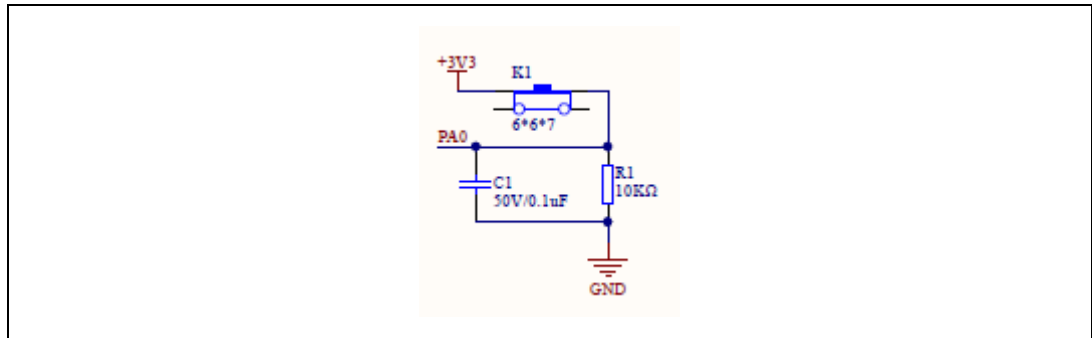 +3V3
K1
6*6*7
PA0
C1
50V/0.1uF
R1
10KΩ
GND